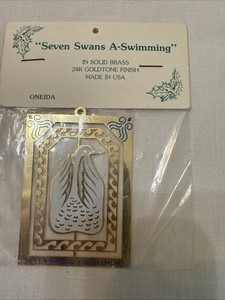 "Seven Swans A-Swimming"
IN SOLID BRASS
24K GOLDTONE FINISH
MADE IN USA
ONEIDA